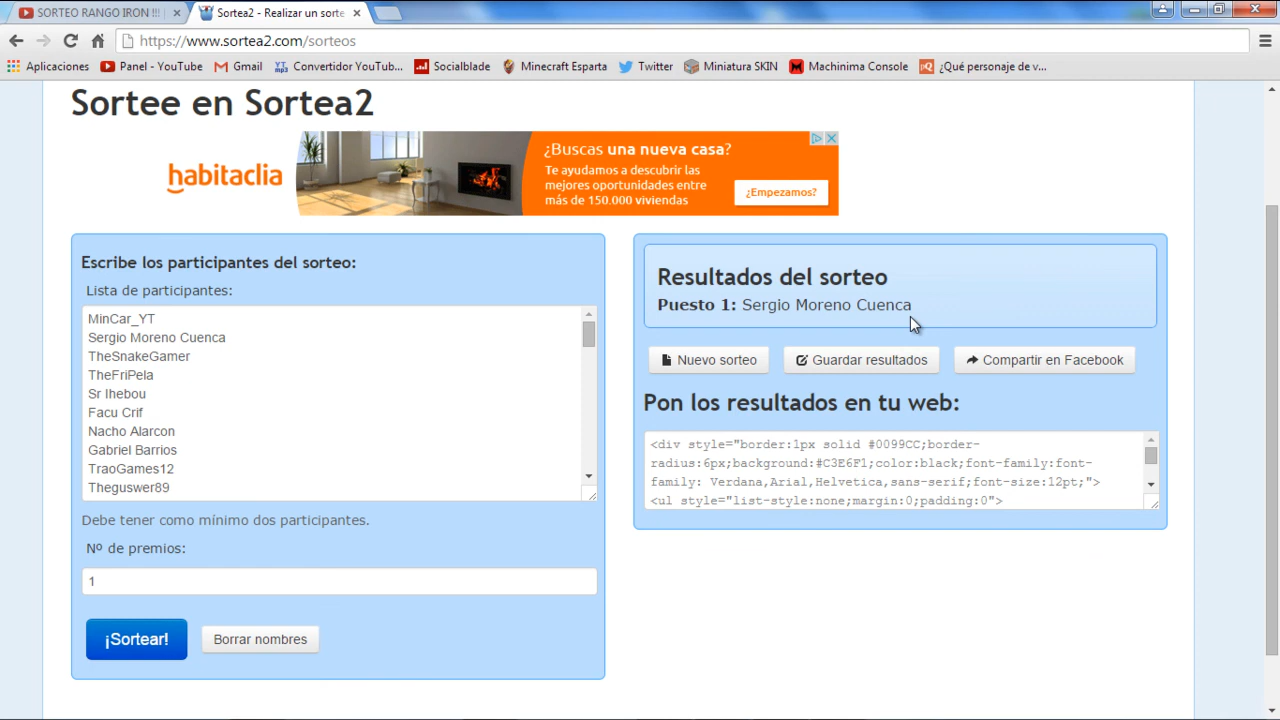 SORTEO RANGO IRON !!!
Sortea2 - Realizar un sorte
https://www.sortea2.com/sorteos
Aplicaciones
Panel - YouTube
Gmail
Convertidor YouTub...
Socialblade
Minecraft Esparta
Twitter
Miniatura SKIN
Machinima Company
¿Qué personaje de v...
Sortee en Sortea2
habitaclia
¿Buscas una nueva casa?
Te ayudamos a descubrir las
mejores oportunidades entre
más de 150.000 viviendas
¿Empezamos?
Escribe los participantes del sorteo:
Lista de participantes:
MinCar_YT
Sergio Moreno Cuenca
TheSnakeGamer
TheFriPela
Sr Ihebou
Facu Crif
Nacho Alarcon
Gabriel Barrios
TraoGames12
Theguswer89
Debe tener como mínimo dos participantes.
Nº de premios:
1
¡Sortear!
Borrar nombres
Resultados del sorteo
Puesto 1: Sergio Moreno Cuenca
Nuevo sorteo
Guardar resultados
Compartir en Facebook
Pon los resultados en tu web:
<div style="border:1px solid #0099CC;border-
radius:6px;background:#C3E6F1;color:black;font-family:font-
family: Verdana,Arial,Helvetica,sans-serif;font-size:12pt;">
<ul style="list-style:none;margin:0;padding:0">